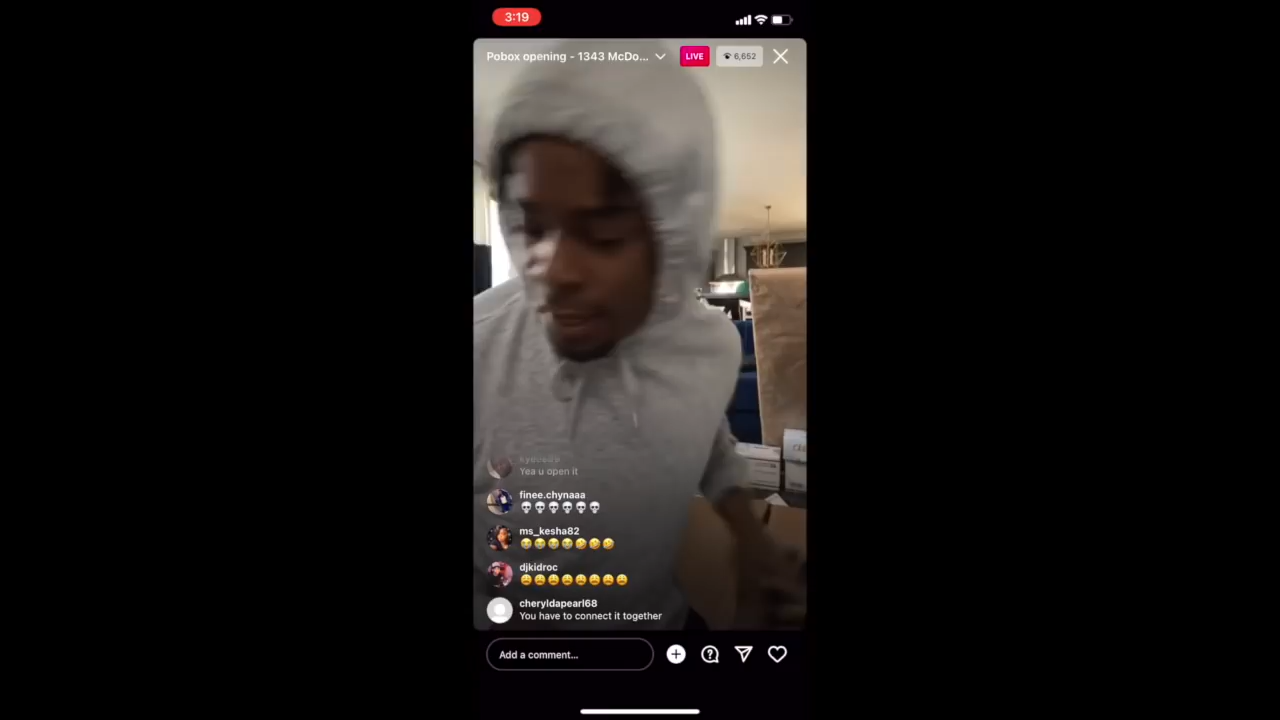 3:19
Pobox opening - 1343 McDo...
LIVE
6,652
Yea u open it
finee.chynaaa
💀💀💀💀💀💀
ms_kesha82
😭😭😭😭🤣🤣🤣
djkidroc
😩😩😩😩😩😩😩😩
cheryldapearl68
You have to connect it together
Add a comment...